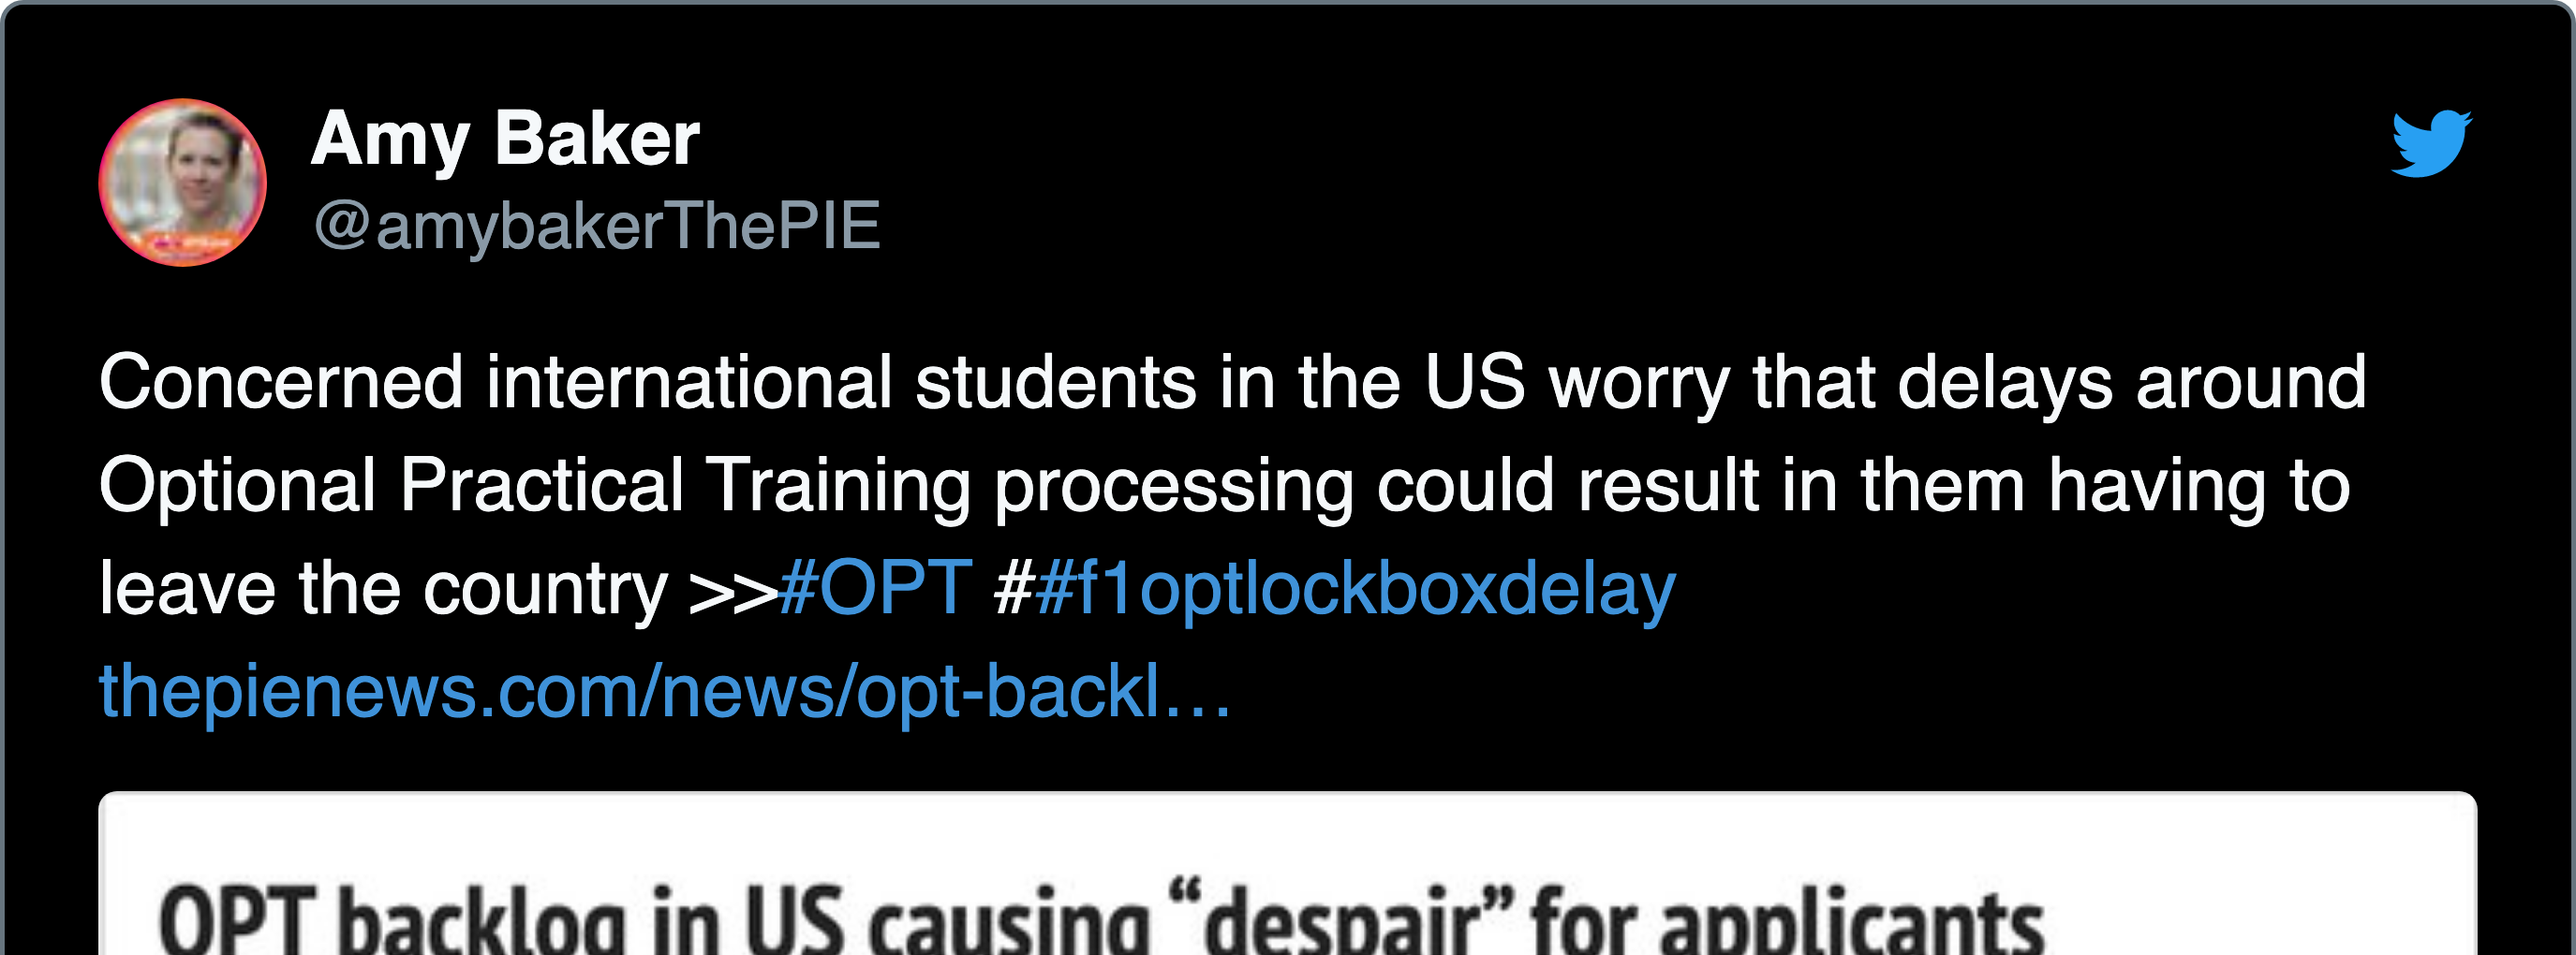 Amy Baker
@amybakerThePIE
Concerned international students in the US worry that delays around
Optional Practical Training processing could result in them having to
leave the country >>#OPT ##f1optlockboxdelay
thepienews.com/news/opt-backl…
OPT backlog in US causing “despair” for applicants